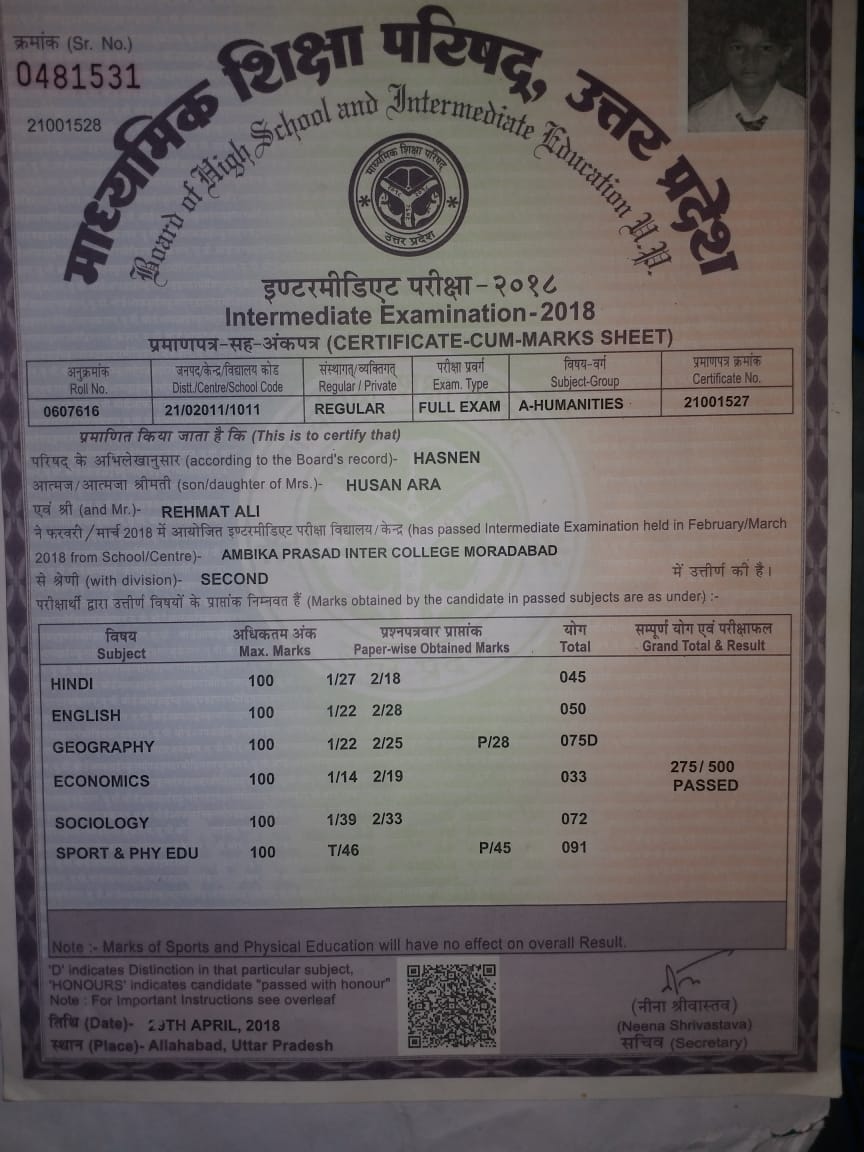 क्रमांक (Sr. No.)
0481531
21001528
माध्यमिक शिक्षा परिषद्, उत्तर प्रदेश
Board of High School and Intermediate Education U.P.
माध्यमिक शिक्षा परिषद्
उत्तर प्रदेश
इण्टरमीडिएट परीक्षा - २०१८
Intermediate Examination - 2018
प्रमाणपत्र-सह-अंकपत्र (CERTIFICATE-CUM-MARKS SHEET)
अनुक्रमांक जनपद/केन्द्र/विद्यालय कोड संस्थागत्/व्यक्तिगत् परीक्षा प्रवर्ग विषय-वर्ग प्रमाणपत्र क्रमांक
Roll No. Distt./Centre/School Code Regular / Private Exam. Type Subject-Group Certificate No.
0607616 21/02011/1011 REGULAR FULL EXAM A-HUMANITIES 21001527
प्रमाणित किया जाता है कि (This is to certify that)
परिषद के अभिलेखानुसार (according to the Board's record)- HASNEN
आत्मज/आत्मजा श्रीमती (son/daughter of Mrs.)- HUSAN ARA
एवं श्री (and Mr.)- REHMAT ALI
ने फरवरी/मार्च 2018 में आयोजित इण्टरमीडिएट परीक्षा विद्यालय/केन्द्र (has passed Intermediate Examination held in February/March
2018 from School/Centre)- AMBIKA PRASAD INTER COLLEGE MORADABAD
से श्रेणी (with division)- SECOND में उत्तीर्ण की है।
परीक्षार्थी द्वारा उत्तीर्ण विषयों के प्राप्तांक निम्नवत हैं (Marks obtained by the candidate in passed subjects are as under) :-
विषय अधिकतम अंक प्रश्नपत्रवार प्राप्तांक योग सम्पूर्ण योग एवं परीक्षाफल
Subject Max. Marks Paper-wise Obtained Marks Total Grand Total & Result
HINDI 100 1/27 2/18 045
ENGLISH 100 1/22 2/28 050
GEOGRAPHY 100 1/22 2/25 P/28 075D
ECONOMICS 100 1/14 2/19 033 275/ 500
PASSED
SOCIOLOGY 100 1/39 2/33 072
SPORT & PHY EDU 100 T/46 P/45 091
Note :- Marks of Sports and Physical Education will have no effect on overall Result.
'D' indicates Distinction in that particular subject,
'HONOURS' indicates candidate "passed with honour"
Note : For Important Instructions see overleaf
तिथि (Date)- 29TH APRIL, 2018
स्थान (Place)- Allahabad, Uttar Pradesh
(नीना श्रीवास्तव)
(Neena Shrivastava)
सचिव (Secretary)